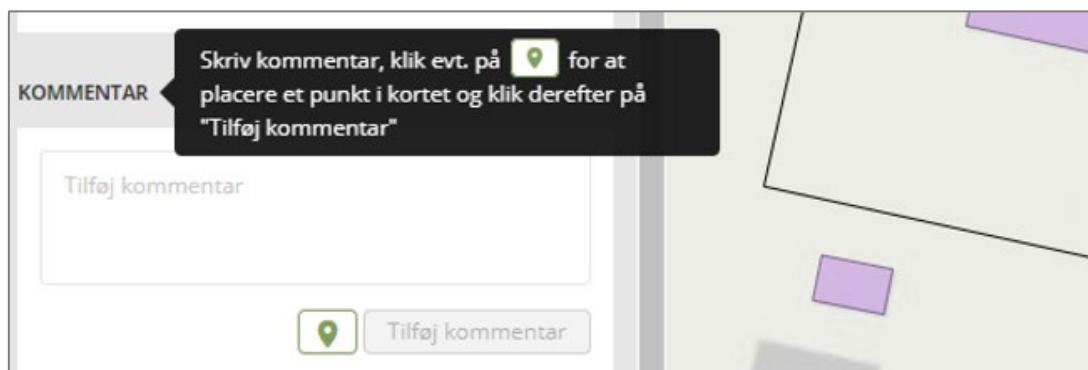 Skriv kommentar, klik evt. på for at
KOMMENTAR
placere et punkt i kortet og klik derefter på
"Tilføj kommentar"
Tilføj kommentar
Tilføj kommentar